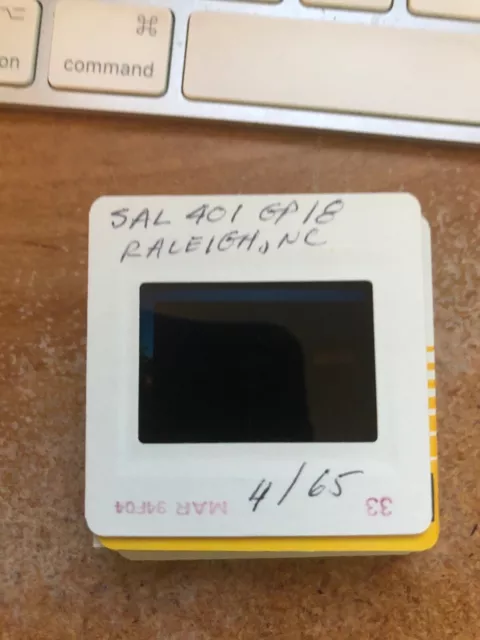 ⌥
on
⌘
command
SAL 401 GP18
RALEIGH, NC
4/65
33
MAR 94F04